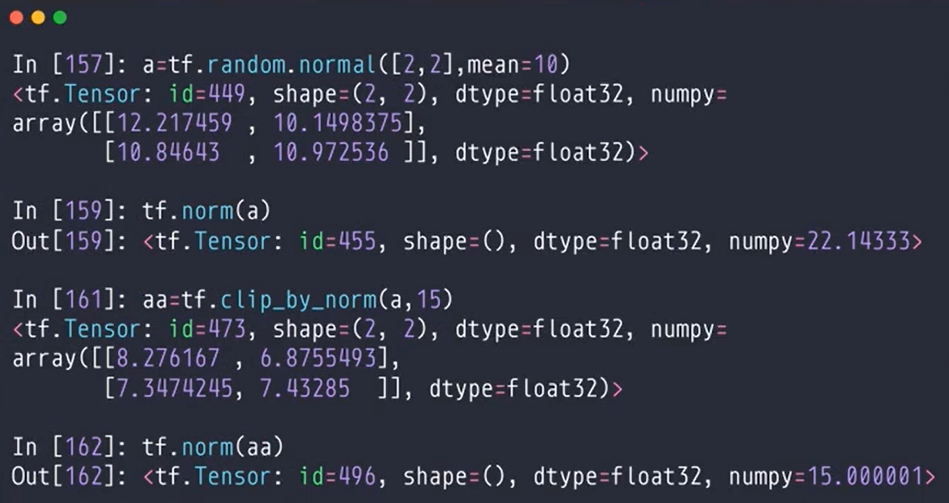 In [157]: a=tf.random.normal([2,2],mean=10)
<tf.Tensor: id=449, shape=(2, 2), dtype=float32, numpy=
array([[12.217459 , 10.1498375],
       [10.84643  , 10.972536 ]], dtype=float32)>
In [159]: tf.norm(a)
Out[159]: <tf.Tensor: id=455, shape=(), dtype=float32, numpy=22.14333>
In [161]: aa=tf.clip_by_norm(a,15)
<tf.Tensor: id=473, shape=(2, 2), dtype=float32, numpy=
array([[8.276167 , 6.8755493],
       [7.3474245, 7.43285  ]], dtype=float32)>
In [162]: tf.norm(aa)
Out[162]: <tf.Tensor: id=496, shape=(), dtype=float32, numpy=15.000001>